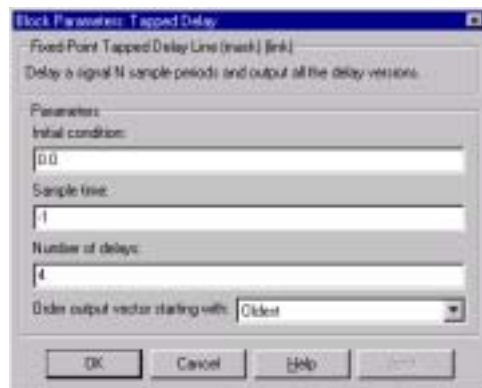 Block Parameters: Tapped Delay
Fixed-Point Tapped Delay Line (mask) (link)
Delay a signal N sample periods and output all the delay versions.
Parameters
Initial condition:
0.0
Sample time:
-1
Number of delays:
4
Order output vector starting with: Oldest
OK Cancel Help Apply